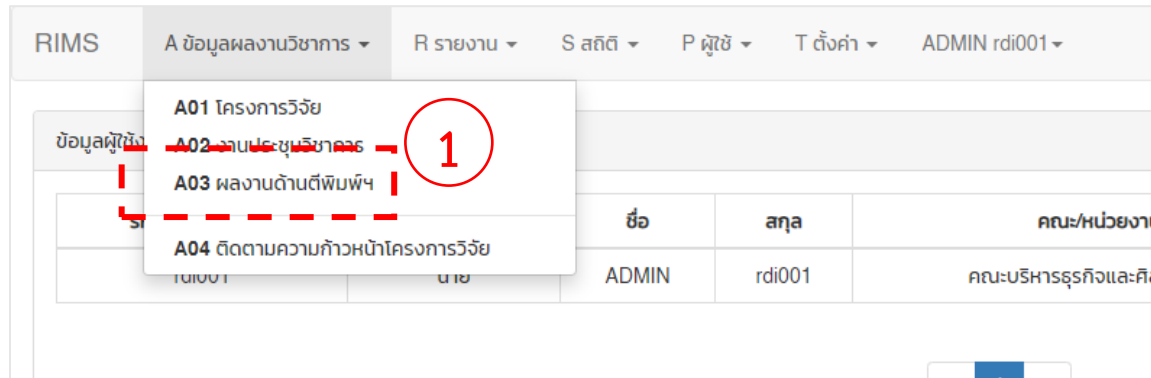 RIMS A ข้อมูลผลงานวิชาการ R รายงาน S สถิติ P ผู้ใช้ T ตั้งค่า ADMIN rdi001
A01 โครงการวิจัย
A02 งานประชุมวิชาการ
1
ข้อมูลผู้ใช้
A03 ผลงานด้านตีพิมพ์ฯ
ชื่อ สกุล คณะ/หน่วยงาน
A04 ติดตามความก้าวหน้าโครงการวิจัย
rdi001 นาย ADMIN rdi001 คณะบริหารธุรกิจและ